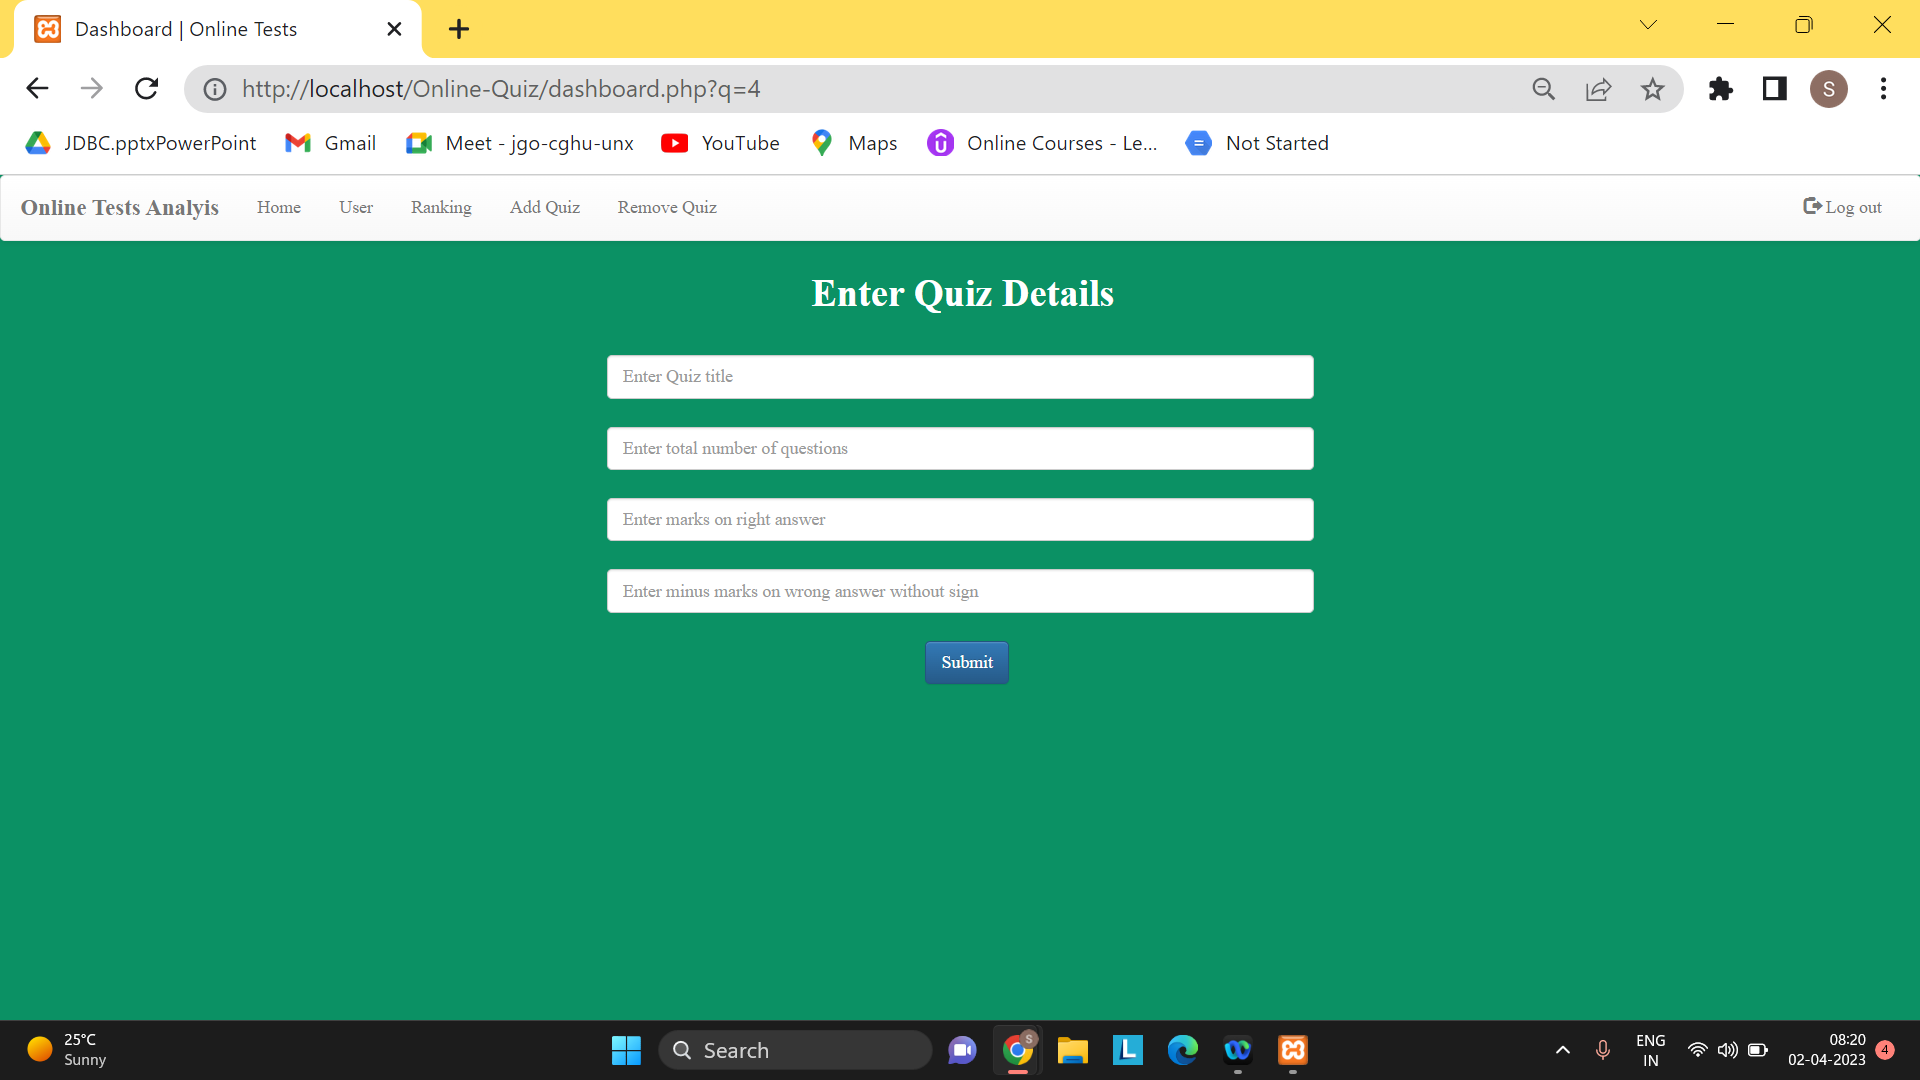 Dashboard | Online Tests
http://localhost/Online-Quiz/dashboard.php?q=4
S
JDBC.pptxPowerPoint Gmail Meet - jgo-cghu-unx YouTube Maps Online Courses - Le... Not Started
Online Tests Analyis Home User Ranking Add Quiz Remove Quiz Log out
Enter Quiz Details
Enter Quiz title
Enter total number of questions
Enter marks on right answer
Enter minus marks on wrong answer without sign
Submit
25°C
Sunny
Search
S
L
ENG
IN
08:20
02-04-2023
4